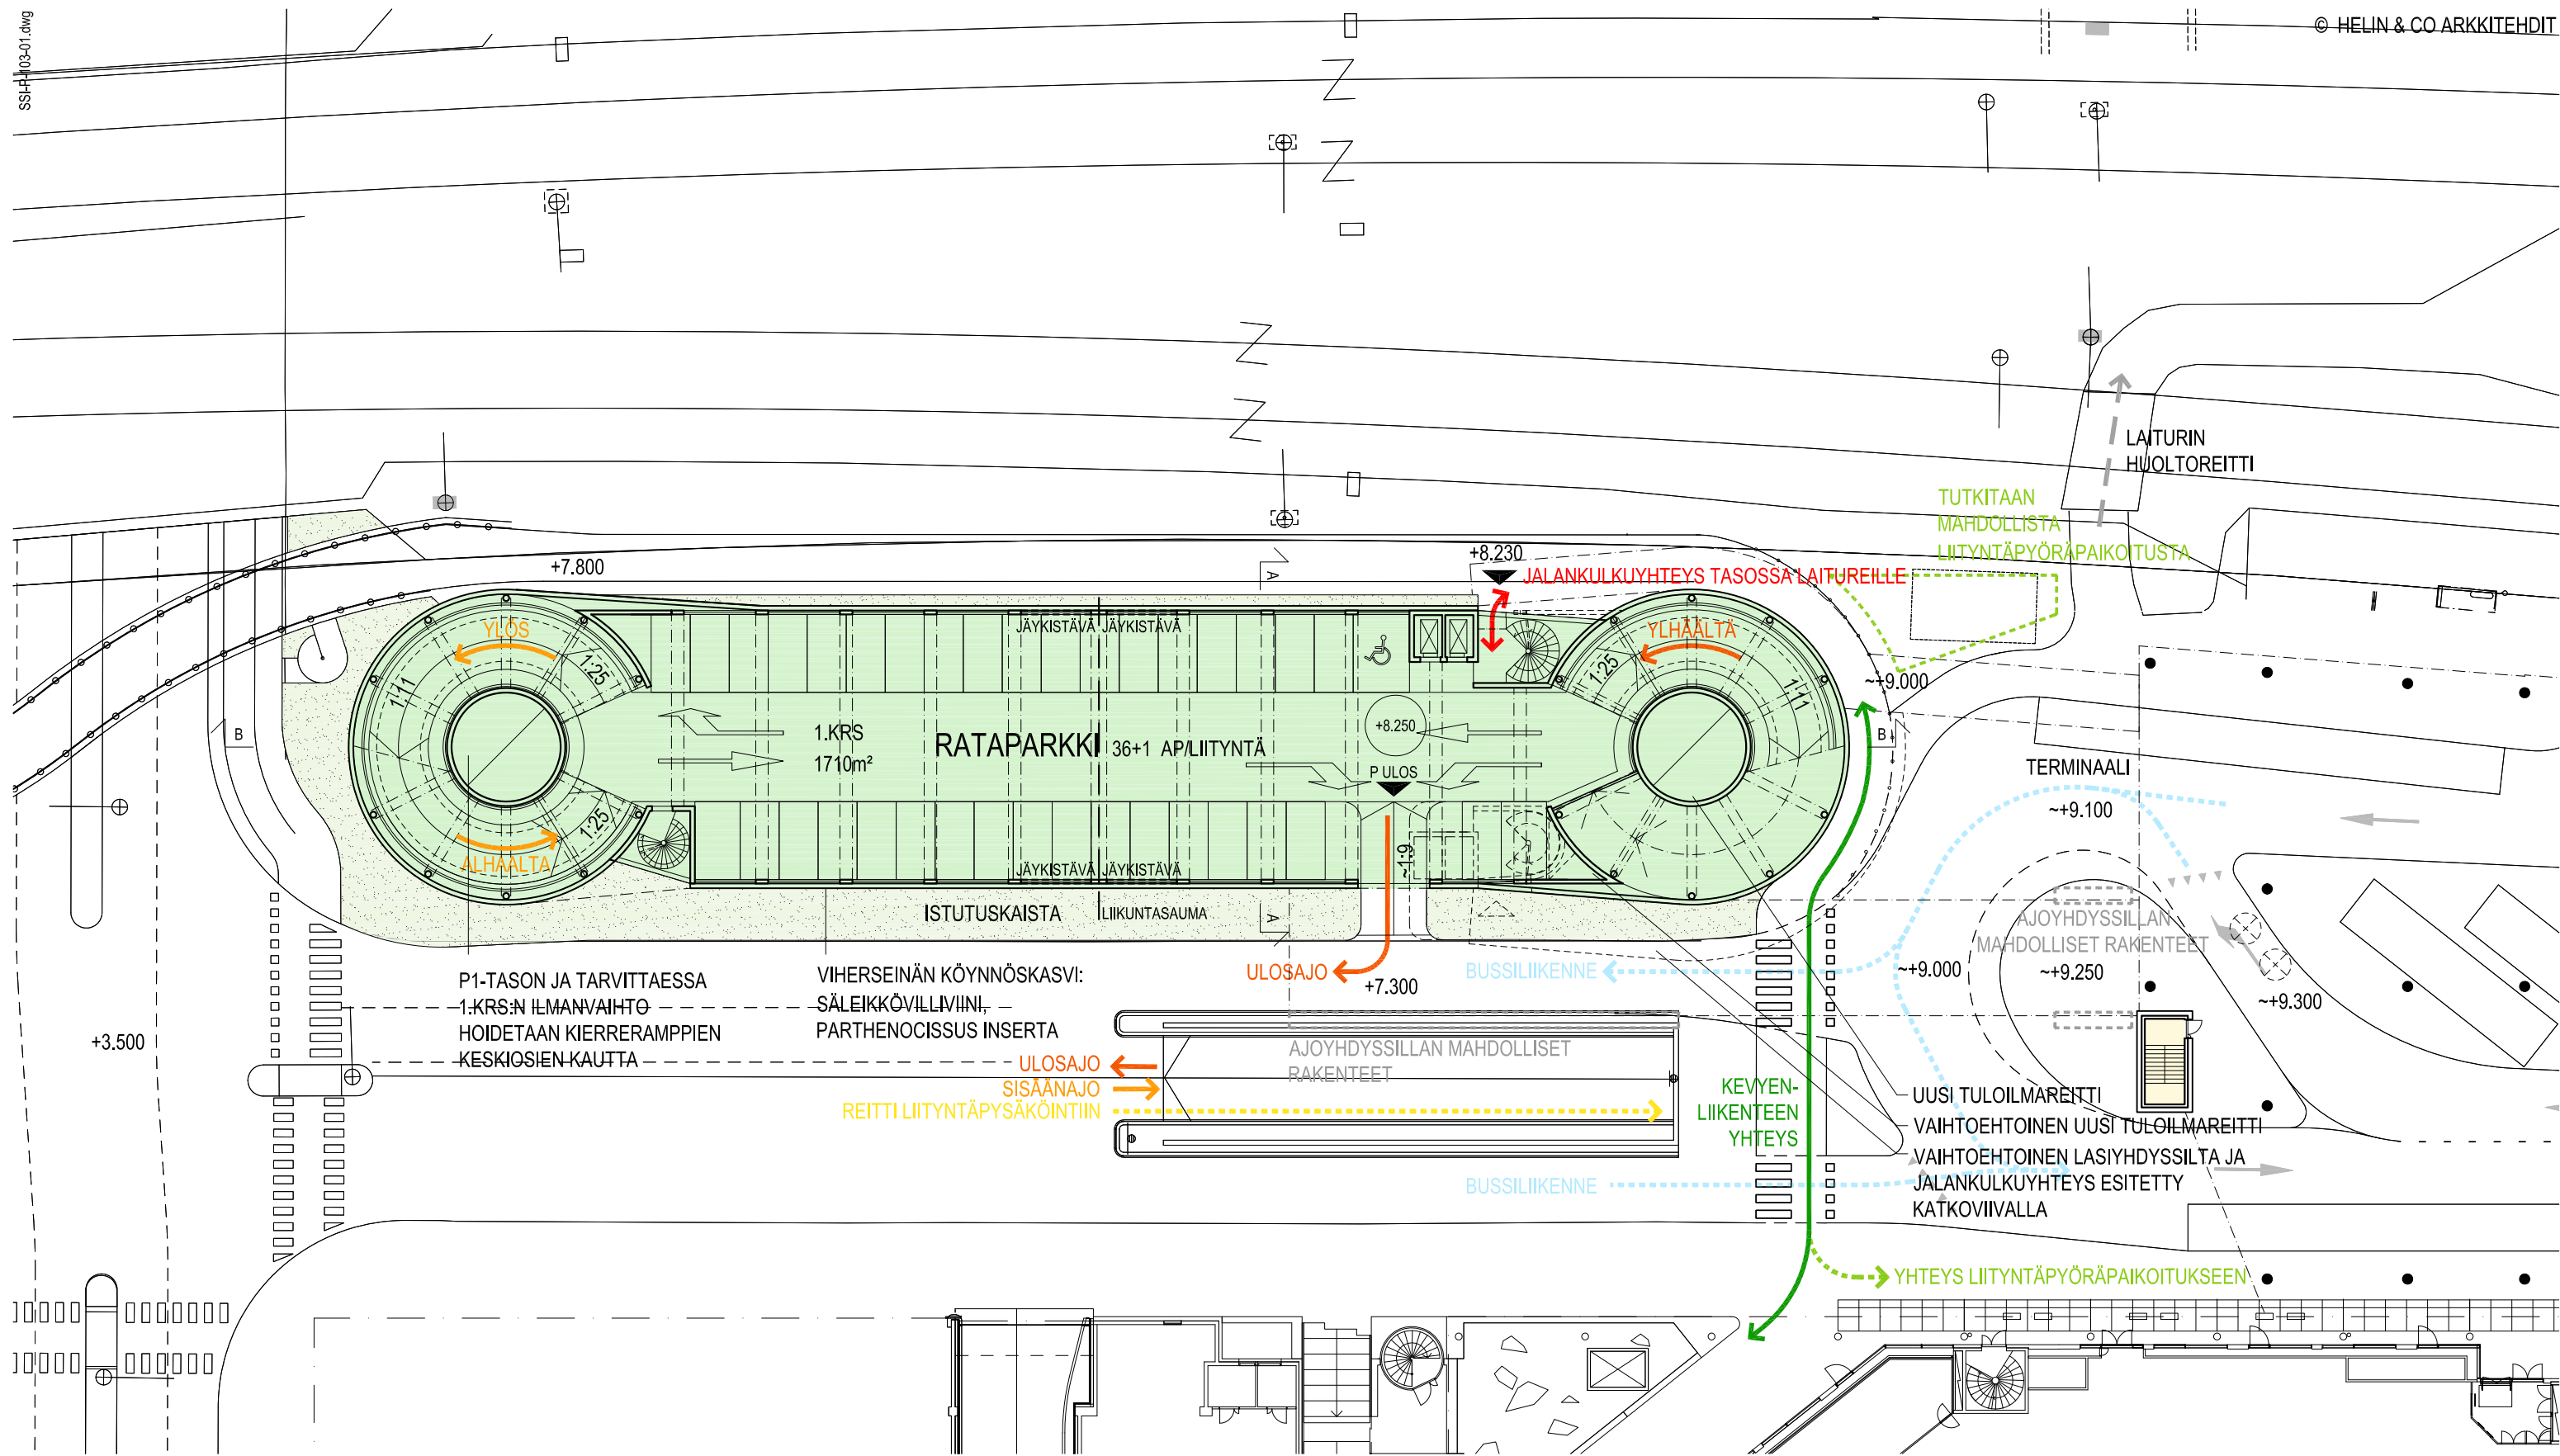 SSI-P-103-01.dwg
© HELIN & CO ARKKITEHDIT
LAITURIN
HUOLTOREITTI
TUTKITAAN
MAHDOLLISTA
LIITYNTÄPYÖRÄPAIKOITUSTA
+7.800
A
+8.230
JALANKULKUYHTEYS TASOSSA LAITUREILLE
YLÖS
1:25
1:11
JÄYKISTÄVÄ
JÄYKISTÄVÄ
YLHÄÄLTÄ
1:25
1:11
~+9.000
B
1.KRS
1710m²
RATAPARKKI
36+1 AP/LIITYNTÄ
+8.250
B
P ULOS
TERMINAALI
~+9.100
ALHAALTA
1:25
JÄYKISTÄVÄ
JÄYKISTÄVÄ
~1:9
ISTUTUSKAISTA
LIIKUNTASAUMA
A
AJOYHDYSSILLAN
MAHDOLLISET RAKENTEET
~+9.000
~+9.250
~+9.300
P1-TASON JA TARVITTAESSA
1.KRS:N ILMANVAIHTO
HOIDETAAN KIERRERAMPPIEN
KESKIOSIEN KAUTTA
VIHERSEINÄN KÖYNNÖSKASVI:
SÄLEIKKÖVILLIVIINI,
PARTHENOCISSUS INSERTA
ULOSAJO
+7.300
BUSSILIIKENNE
+3.500
AJOYHDYSSILLAN MAHDOLLISET
RAKENTEET
ULOSAJO
SISÄÄNAJO
REITTI LIITYNTÄPYSÄKÖINTIIN
KEVYEN-
LIIKENTEEN
YHTEYS
UUSI TULOILMAREITTI
VAIHTOEHTOINEN UUSI TULOILMAREITTI
VAIHTOEHTOINEN LASIYHDYSSILTA JA
JALANKULKUYHTEYS ESITETTY
KATKOVIIVALLA
BUSSILIIKENNE
YHTEYS LIITYNTÄPYÖRÄPAIKOITUKSEEN